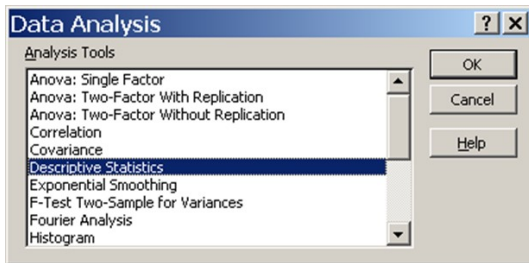 Data Analysis
Analysis Tools
Anova: Single Factor
Anova: Two-Factor With Replication
Anova: Two-Factor Without Replication
Correlation
Covariance
Descriptive Statistics
Exponential Smoothing
F-Test Two-Sample for Variances
Fourier Analysis
Histogram
OK
Cancel
Help